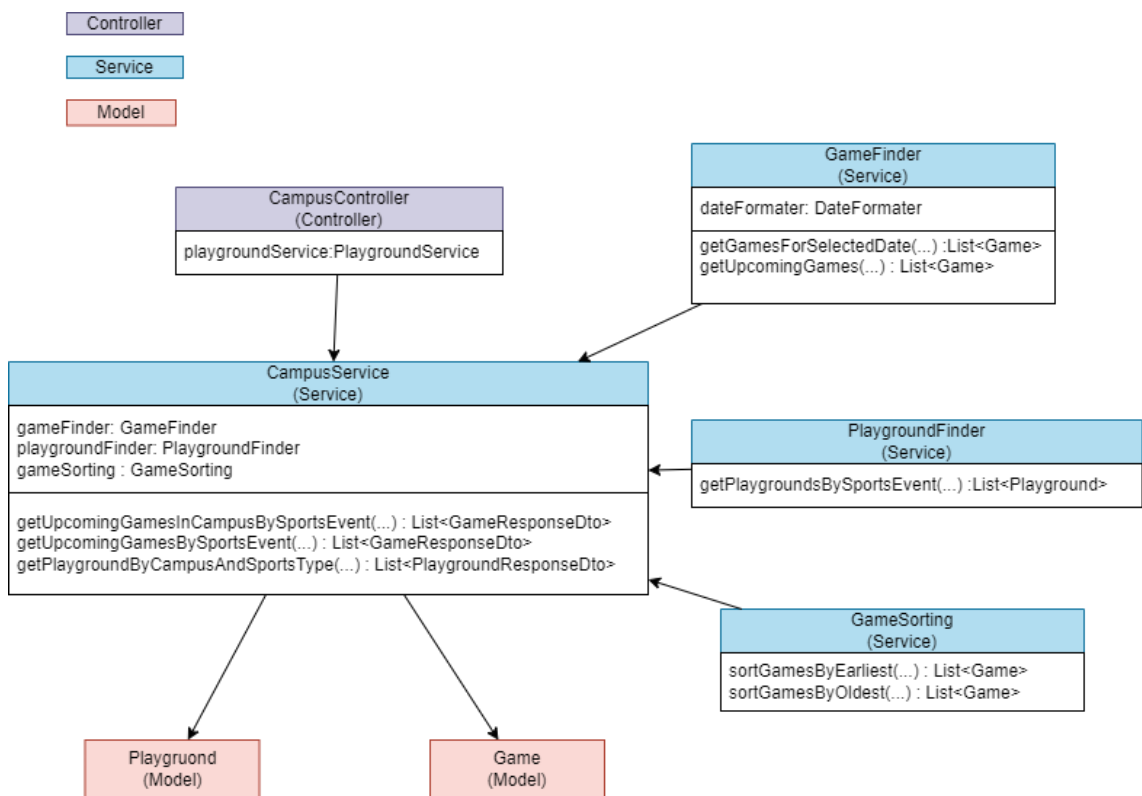 Controller
Service
Model
CampusController
(Controller)
playgroundService:PlaygroundService
GameFinder
(Service)
dateFormater: DateFormater
getGamesForSelectedDate(...) :List<Game>
getUpcomingGames(...) : List<Game>
CampusService
(Service)
gameFinder: GameFinder
playgroundFinder: PlaygroundFinder
gameSorting : GameSorting
getUpcomingGamesInCampusBySportsEvent(...) : List<GameResponseDto>
getUpcomingGamesBySportsEvent(...) : List<GameResponseDto>
getPlaygroundByCampusAndSportsType(...) : List<PlaygroundResponseDto>
PlaygroundFinder
(Service)
getPlaygroundsBySportsEvent(...) :List<Playground>
GameSorting
(Service)
sortGamesByEarliest(...) : List<Game>
sortGamesByOldest(...) : List<Game>
Playgruond
(Model)
Game
(Model)